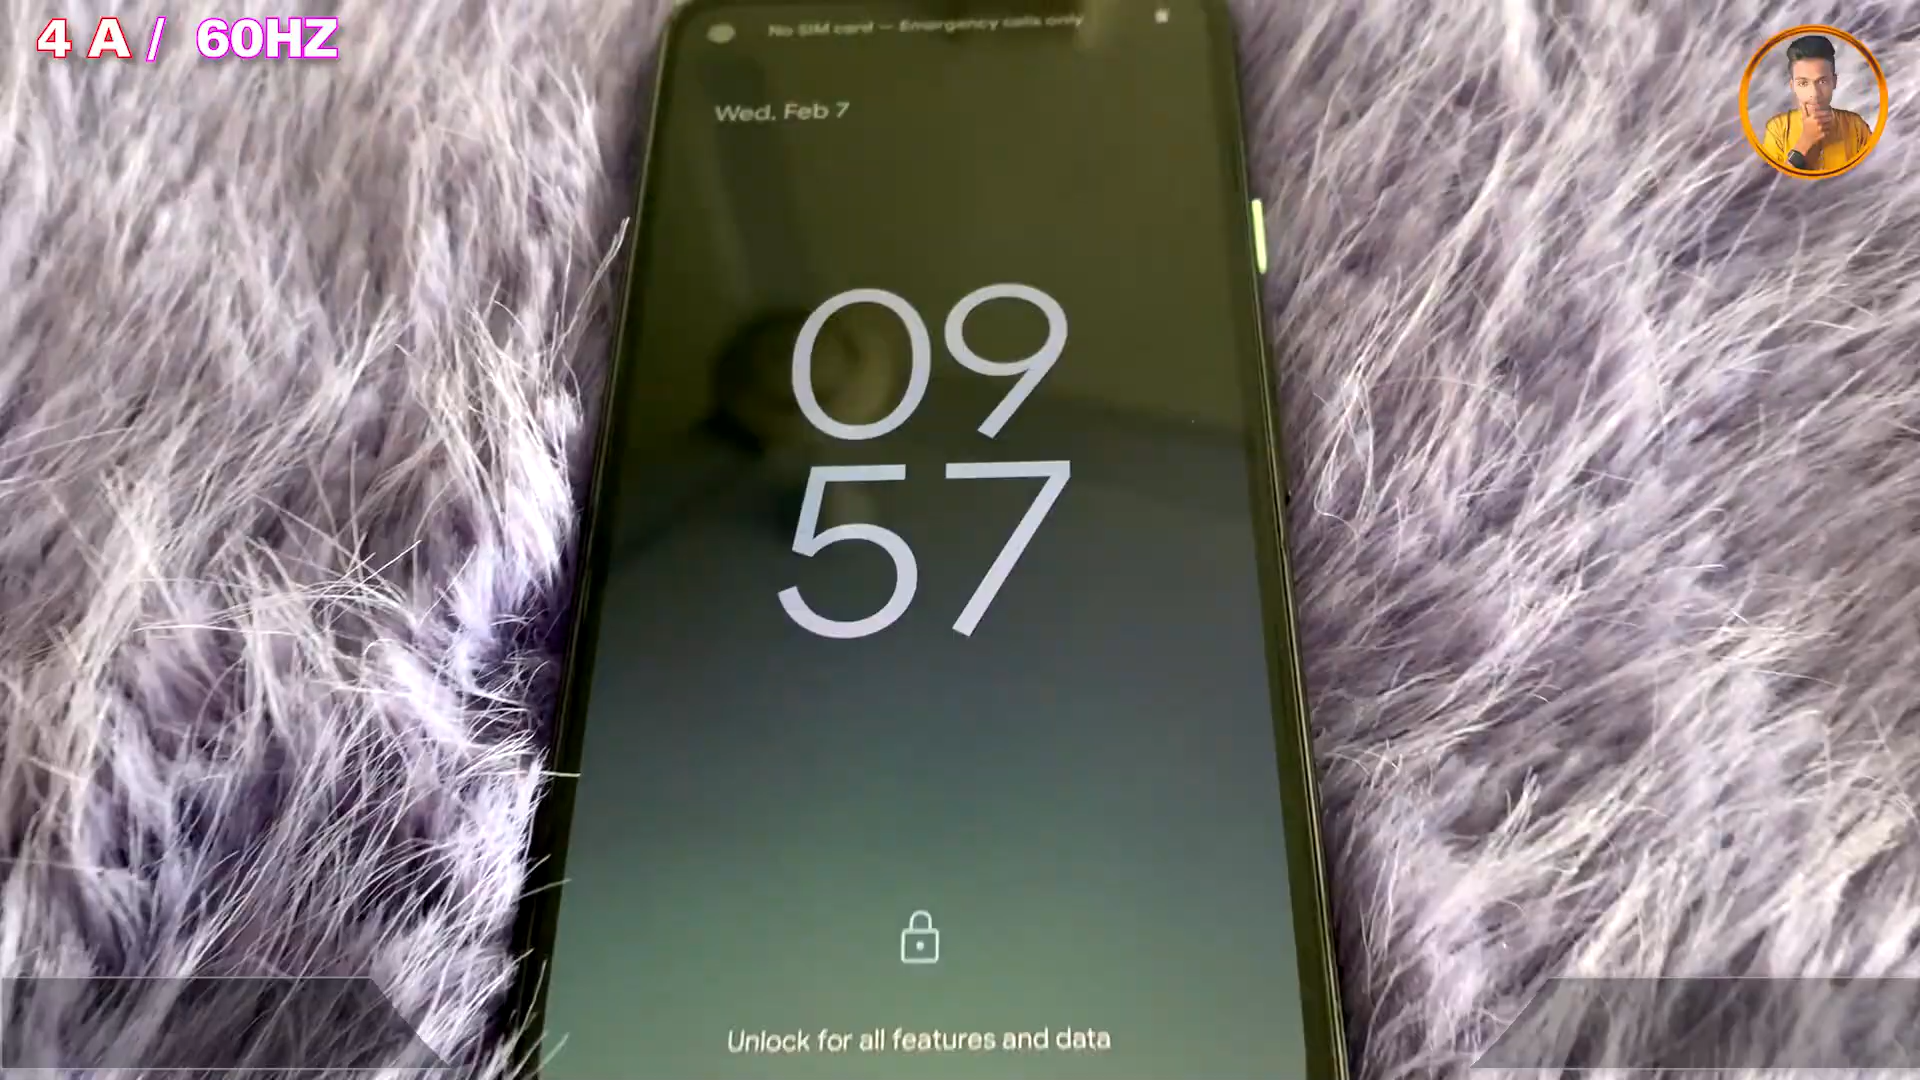 4 A / 60HZ
No SIM card — Emergency calls only
Wed, Feb 7
09
57
Unlock for all features and data